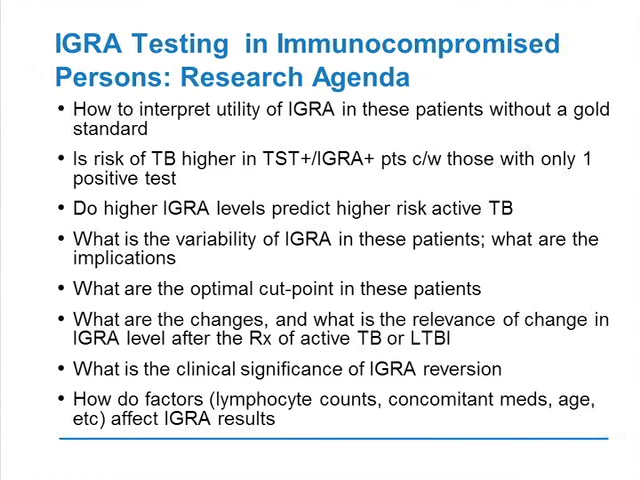 IGRA Testing in Immunocompromised
Persons: Research Agenda
• How to interpret utility of IGRA in these patients without a gold
standard
• Is risk of TB higher in TST+/IGRA+ pts c/w those with only 1
positive test
• Do higher IGRA levels predict higher risk active TB
• What is the variability of IGRA in these patients; what are the
implications
• What are the optimal cut-point in these patients
• What are the changes, and what is the relevance of change in
IGRA level after the Rx of active TB or LTBI
• What is the clinical significance of IGRA reversion
• How do factors (lymphocyte counts, concomitant meds, age,
etc) affect IGRA results